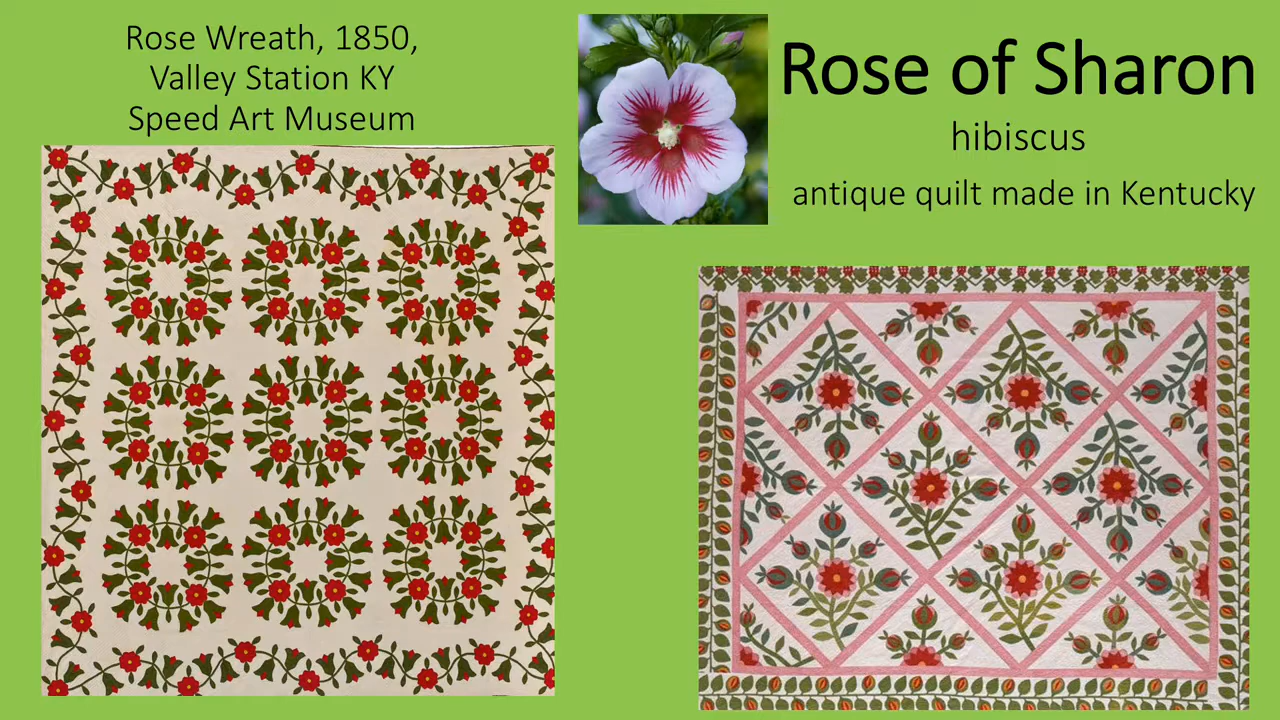 Rose Wreath, 1850,
Valley Station KY
Speed Art Museum
Rose of Sharon
hibiscus
antique quilt made in Kentucky